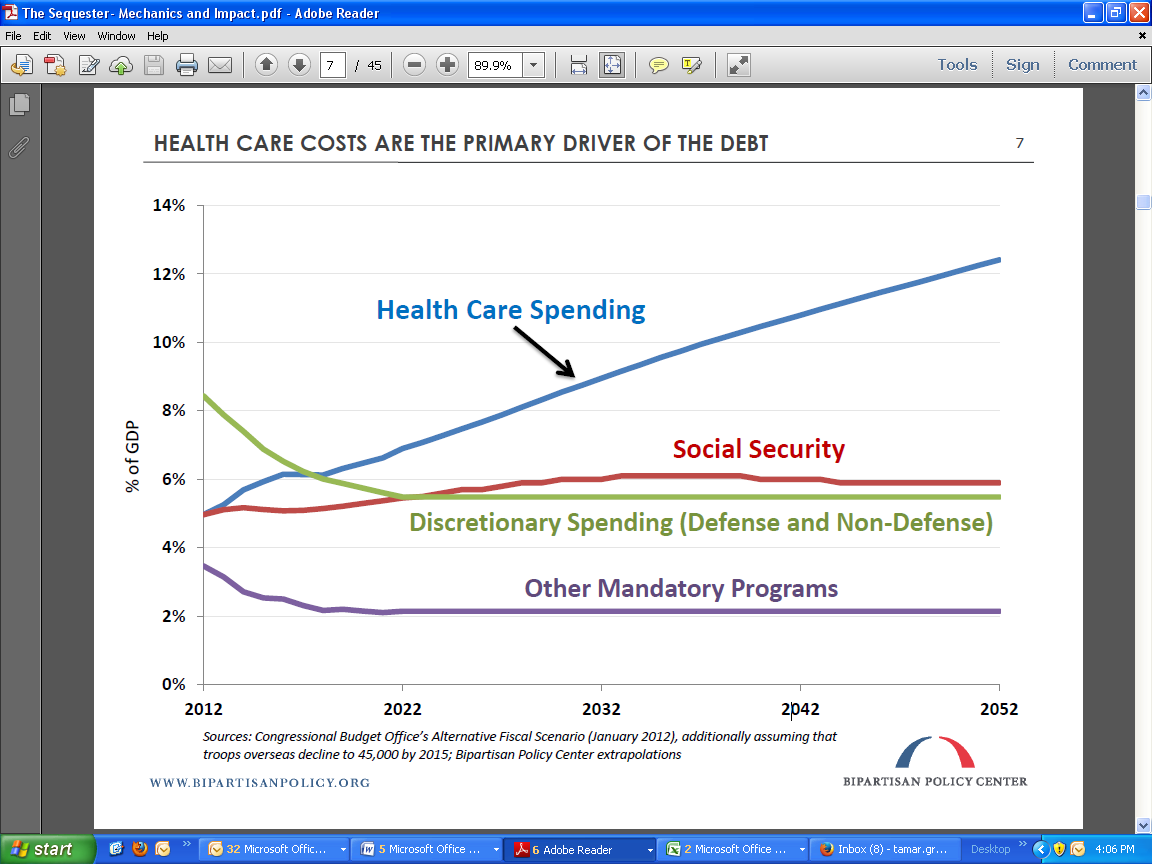 The Sequester- Mechanics and Impact.pdf - Adobe Reader
File Edit View Window Help
7 / 45 89.9% Tools Sign Comment
HEALTH CARE COSTS ARE THE PRIMARY DRIVER OF THE DEBT 7
14%
12%
Health Care Spending
10%
8%
% of GDP
Social Security
6%
Discretionary Spending (Defense and Non-Defense)
4%
Other Mandatory Programs
2%
0%
2012 2022 2032 2042 2052
Sources: Congressional Budget Office's Alternative Fiscal Scenario (January 2012), additionally assuming that
troops overseas decline to 45,000 by 2015; Bipartisan Policy Center extrapolations
WWW.BIPARTISANPOLICY.ORG
BIPARTISAN POLICY CENTER
start 32 Microsoft Offic... 5 Microsoft Office ... 6 Adobe Reader 2 Microsoft Office ... Inbox (8) - tamar.gr... Desktop 4:06 PM